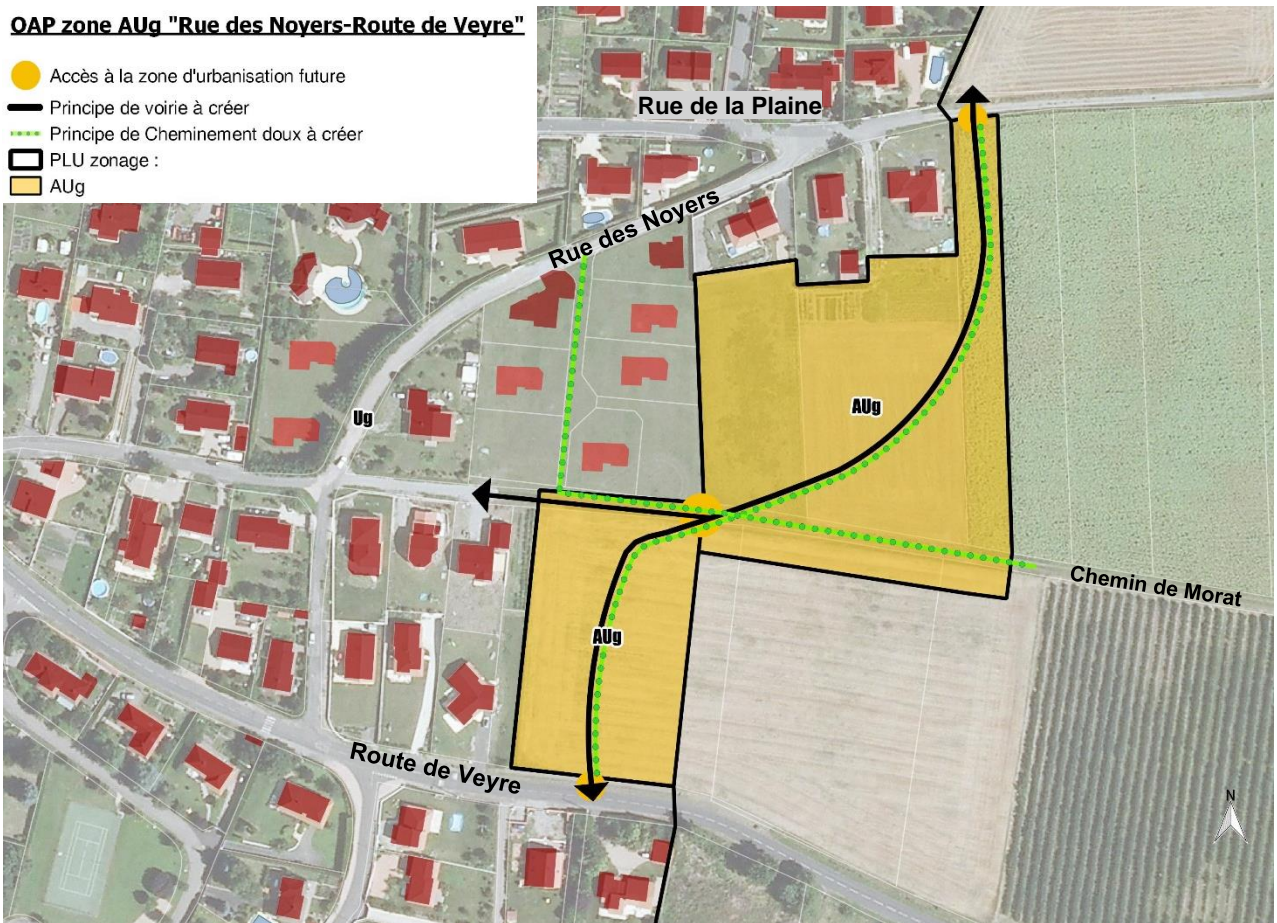 OAP zone AUg "Rue des Noyers-Route de Veyre"
Accès à la zone d'urbanisation future
Principe de voirie à créer
Principe de Cheminement doux à créer
PLU zonage :
AUg
Rue de la Plaine
Rue des Noyers
Ug
AUg
Chemin de Morat
AUg
Route de Veyre
N